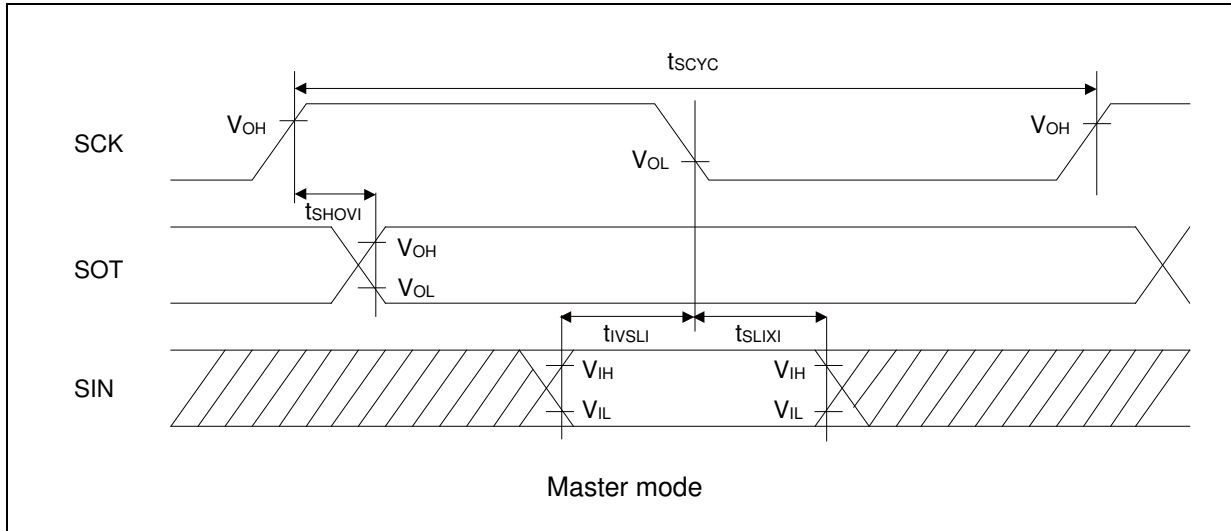 tSCYC
VOH
VOH
SCK
VOL
tSHOVI
VOH
SOT
VOL
tIVSLI
tSLIXI
VIH
VIH
SIN
VIL
VIL
Master mode